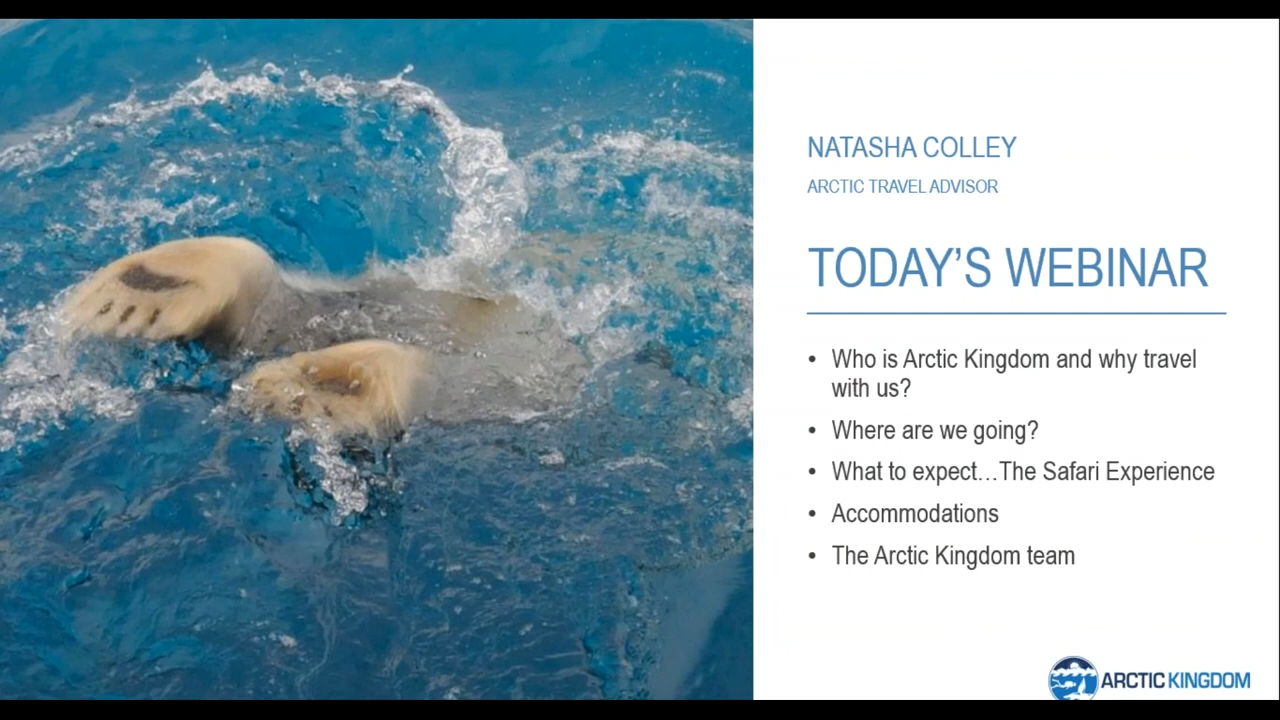 NATASHA COLLEY
ARCTIC TRAVEL ADVISOR
TODAY’S WEBINAR
• Who is Arctic Kingdom and why travel
with us?
• Where are we going?
• What to expect…The Safari Experience
• Accommodations
• The Arctic Kingdom team
ARCTIC KINGDOM